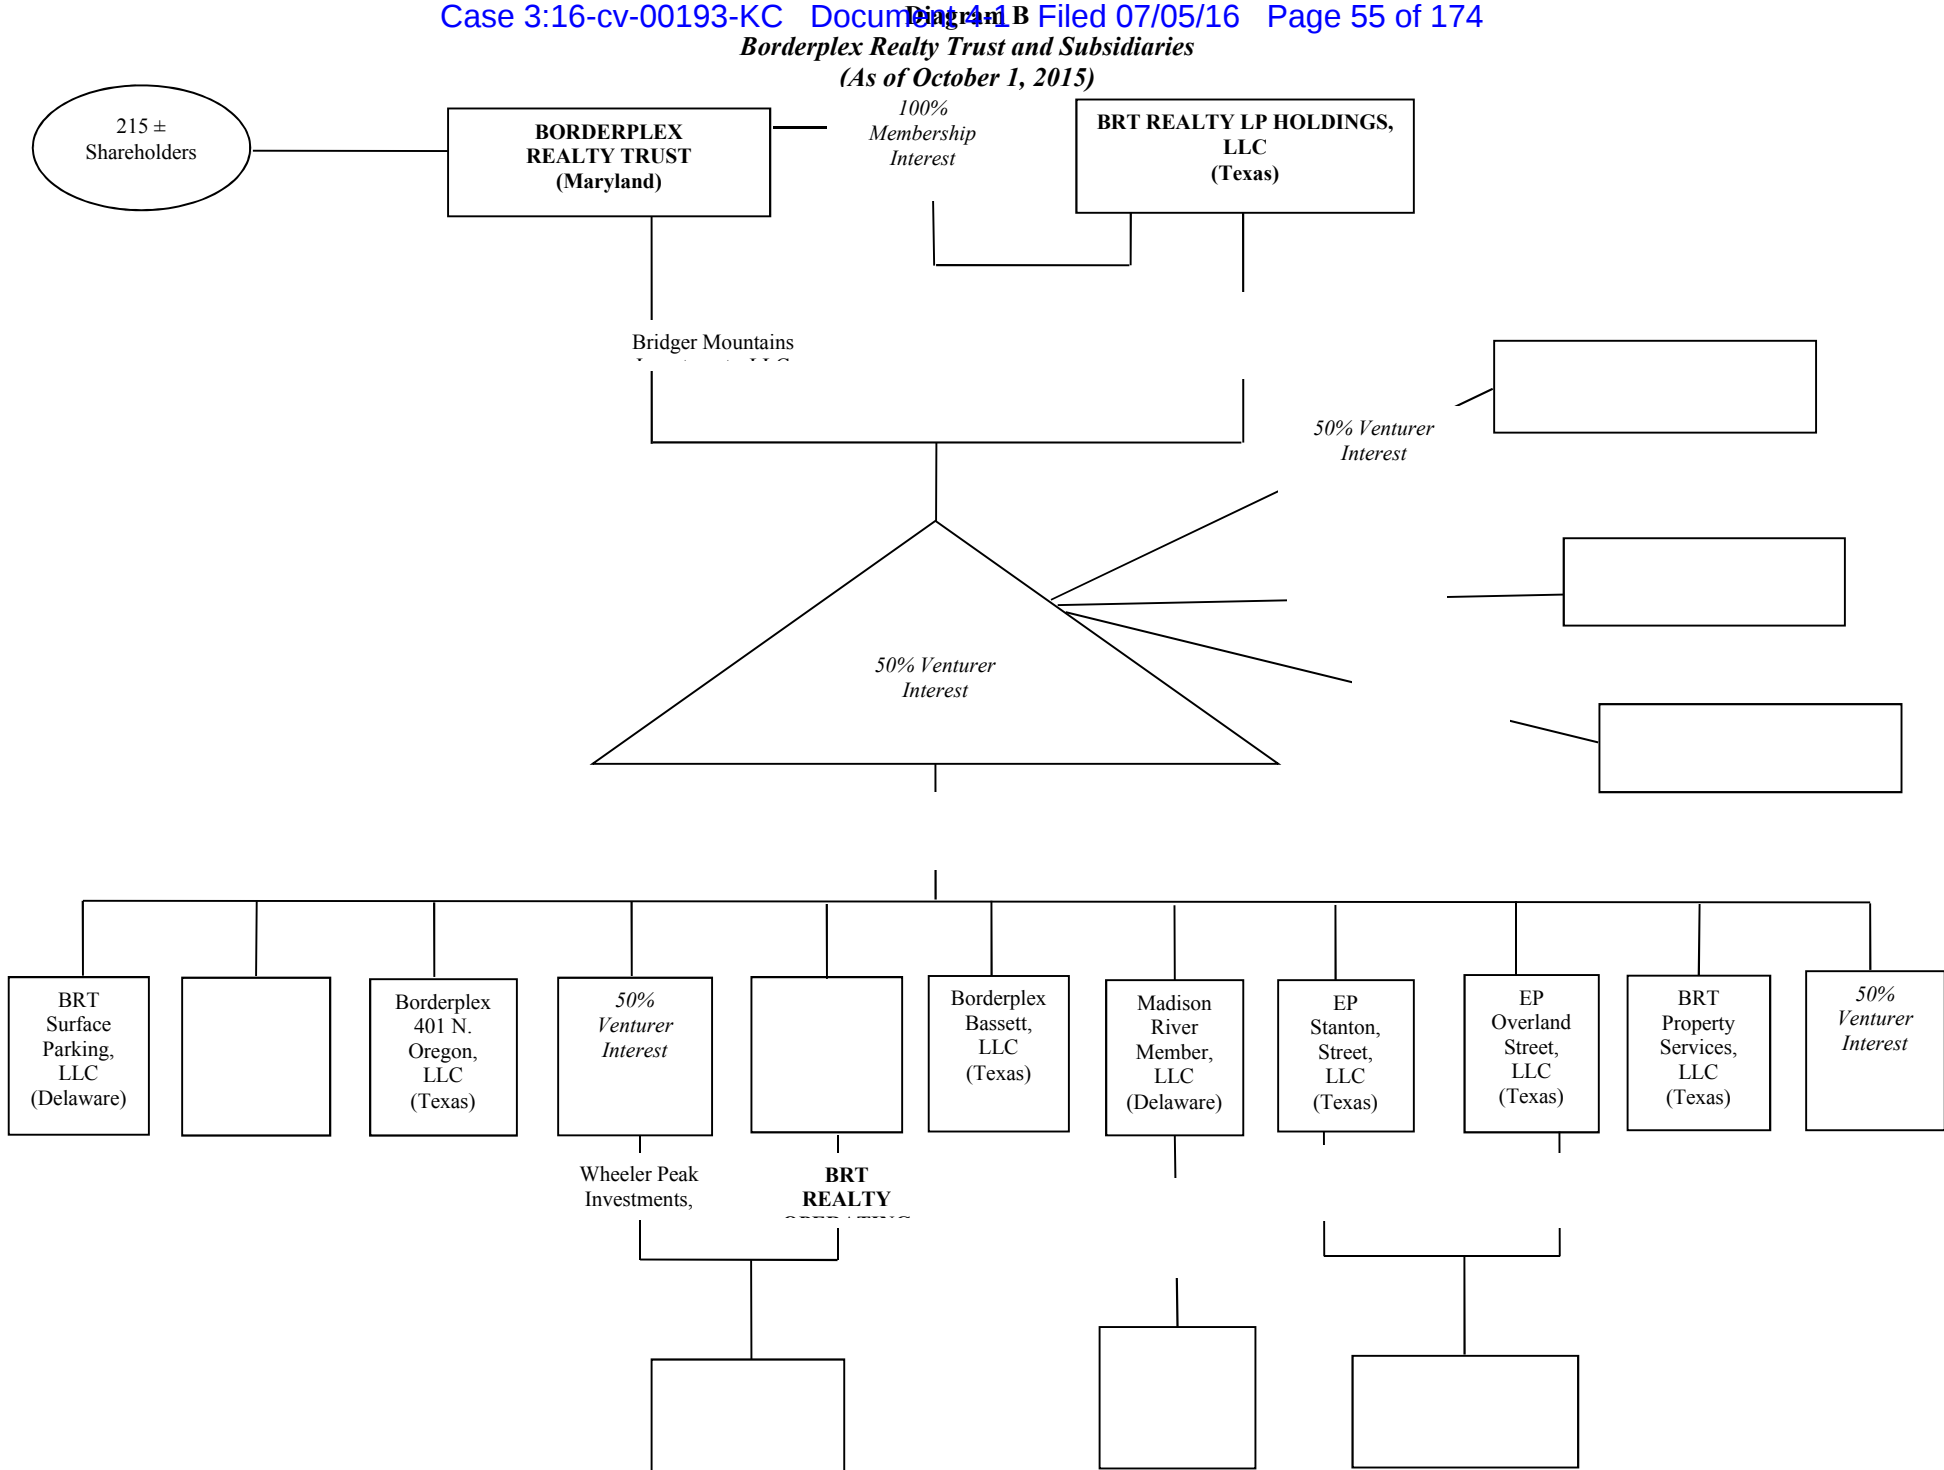 Case 3:16-cv-00193-KC Document 4-1 Filed 07/05/16 Page 55 of 174
Diagram B
Borderplex Realty Trust and Subsidiaries
(As of October 1, 2015)
215 ±
Shareholders
BORDERPLEX
REALTY TRUST
(Maryland)
100%
Membership
Interest
BRT REALTY LP HOLDINGS,
LLC
(Texas)
Bridger Mountains
50% Venturer
Interest
50% Venturer
Interest
BRT
Surface
Parking,
LLC
(Delaware)
Borderplex
401 N.
Oregon,
LLC
(Texas)
50%
Venturer
Interest
Borderplex
Bassett,
LLC
(Texas)
Madison
River
Member,
LLC
(Delaware)
EP
Stanton,
Street,
LLC
(Texas)
EP
Overland
Street,
LLC
(Texas)
BRT
Property
Services,
LLC
(Texas)
50%
Venturer
Interest
Wheeler Peak
Investments,
BRT
REALTY